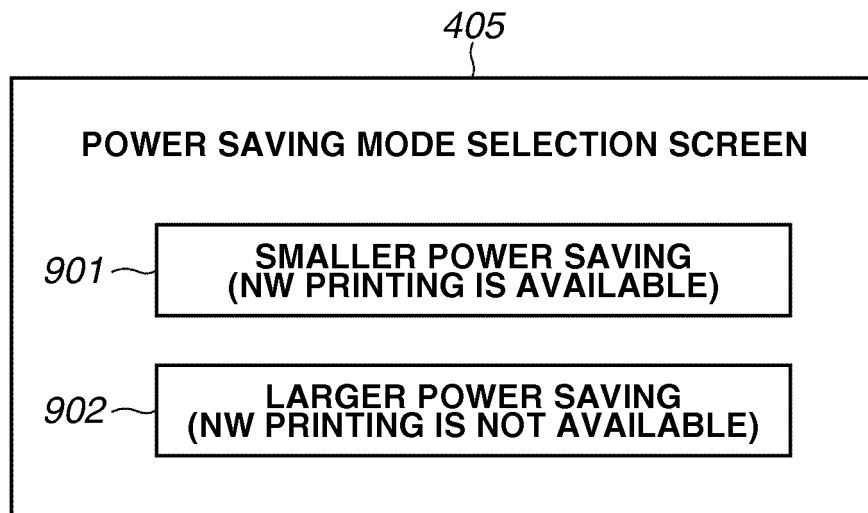 405
POWER SAVING MODE SELECTION SCREEN
901
SMALLER POWER SAVING
(NW PRINTING IS AVAILABLE)
902
LARGER POWER SAVING
(NW PRINTING IS NOT AVAILABLE)